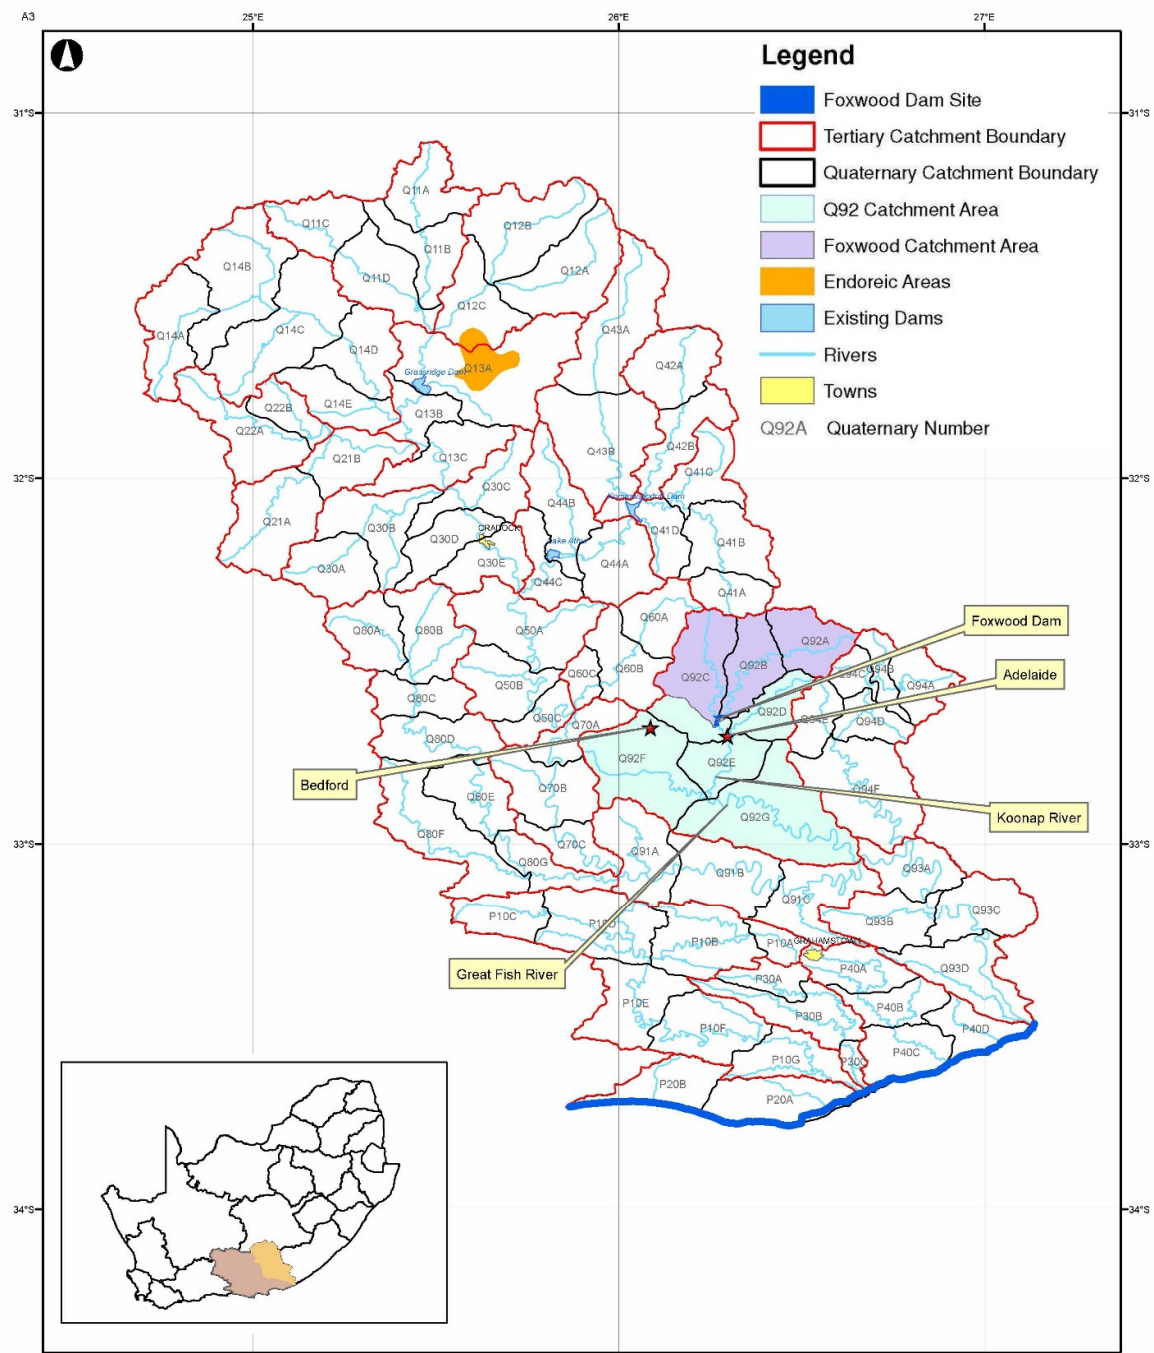 A3
25°E
26°E
27°E
31°S
31°S
Legend
Foxwood Dam Site
Tertiary Catchment Boundary
Quaternary Catchment Boundary
Q92 Catchment Area
Foxwood Catchment Area
Endoreic Areas
Existing Dams
Rivers
Towns
Q92A Quaternary Number
Q11A
Q11C
Q12B
Q11B
Q14B
Q11D
Q12A
Q12C
Q14A
Q14C
Q43A
Q14D
Q13A
Q42A
Grassridge Dam
Q22B
Q14E
Q13B
Q22A
Q21B
Q13C
Q43B
Q42B
Q41C
32°S
32°S
Q30C
Q44B
Q21A
Q30B
Q30D
CRADOCK
Q41D
Q41B
Q30A
Q30E
Q44C
Q44A
Q41A
Q80A
Q80B
Q50A
Q60A
Q92A
Foxwood Dam
Q60C
Q60B
Q92C
Q92B
Q94C
Q94B
Q94A
Adelaide
Q80C
Q50B
Q50C
Q70A
Q92D
Q94D
Q80D
Q92F
Q92E
Bedford
Q70B
Q94F
Koonap River
Q80F
Q92G
33°S
33°S
Q80G
Q70C
Q91A
Q91B
Q93A
Q91C
P10C
Q93B
Q93C
P10B
P10A
GRAHAMSTOWN
Great Fish River
P30A
P40A
Q93D
P10E
P10F
P30B
P40B
P40D
P10G
P30C
P40C
P20B
P20A
34°S
34°S